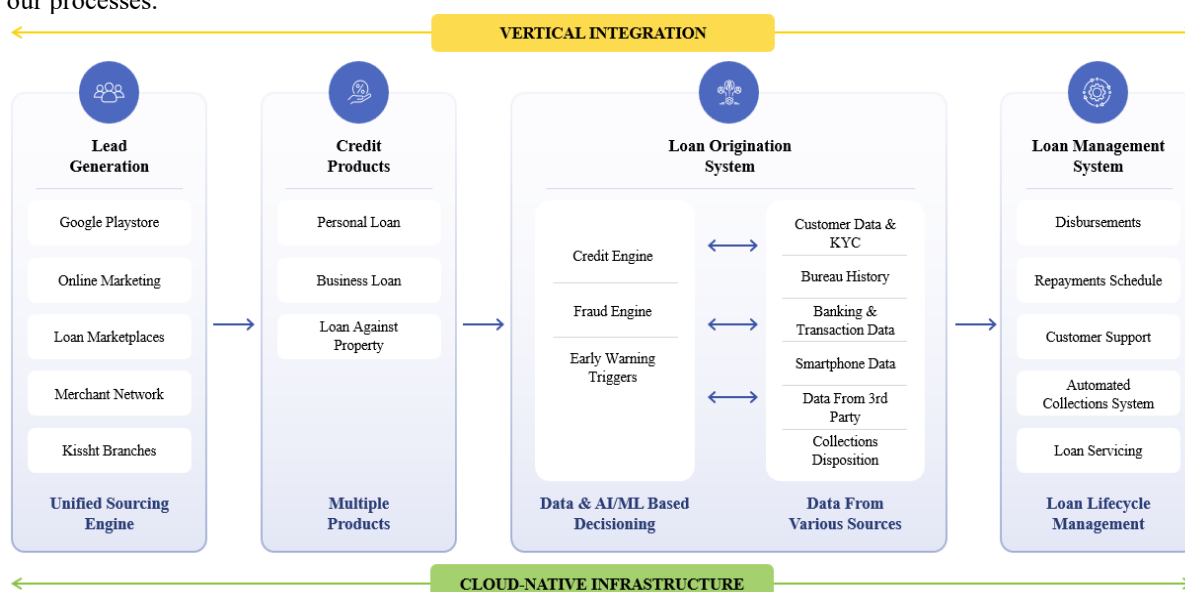 our processes.
VERTICAL INTEGRATION
Lead
Generation
Google Playstore
Online Marketing
Loan Marketplaces
Merchant Network
Kissht Branches
Unified Sourcing
Engine
Credit
Products
Personal Loan
Business Loan
Loan Against
Property
Multiple
Products
Loan Origination
System
Credit Engine
Fraud Engine
Early Warning
Triggers
Data & AI/ML Based
Decisioning
Customer Data &
KYC
Bureau History
Banking &
Transaction Data
Smartphone Data
Data From 3rd
Party
Collections
Disposition
Data From
Various Sources
Loan Management
System
Disbursements
Repayments Schedule
Customer Support
Automated
Collections System
Loan Servicing
Loan Lifecycle
Management
CLOUD-NATIVE INFRASTRUCTURE